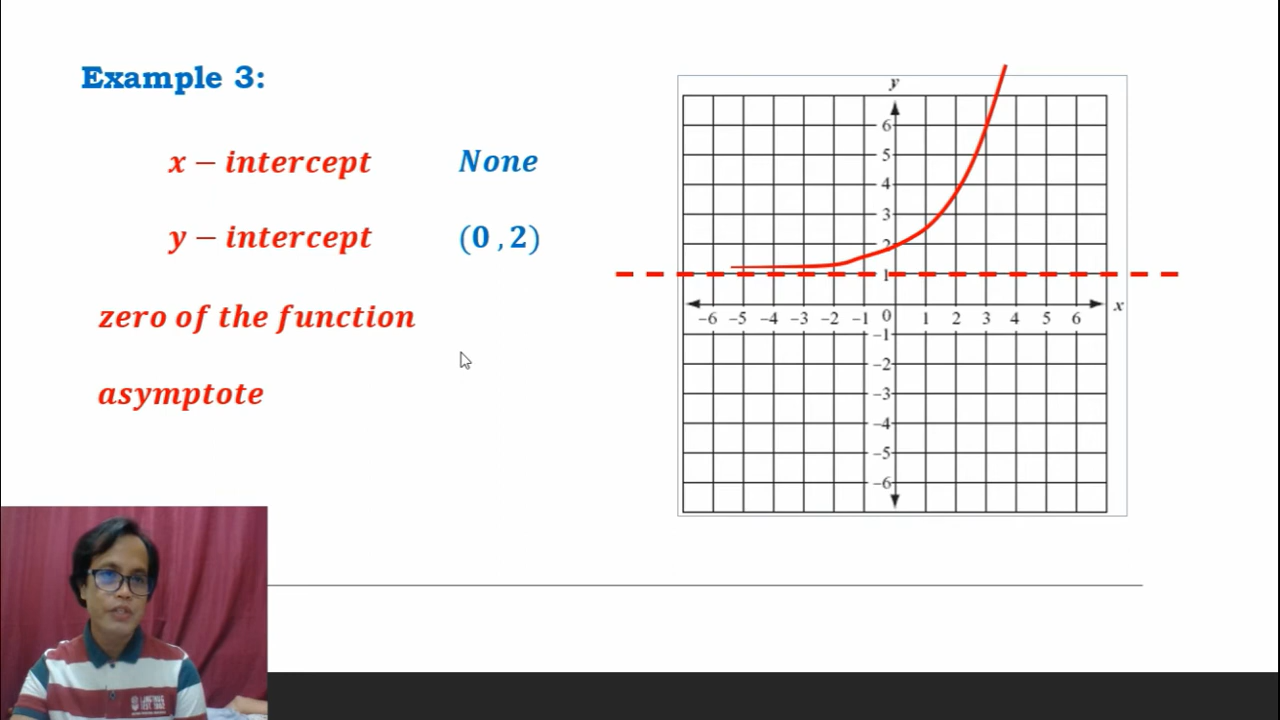 Example 3:
x – intercept None
y – intercept (0 , 2)
zero of the function
asymptote
y
6
5
4
3
2
1
-6 -5 -4 -3 -2 -1 0 1 2 3 4 5 6 x
-1
-2
-3
-4
-5
-6